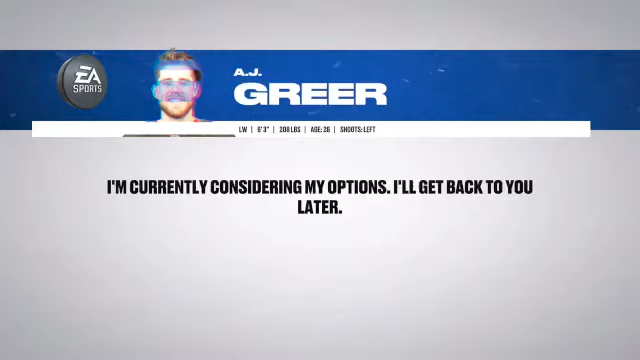 EA
SPORTS
A.J.
GREER
LW | 6'3" | 208 LBS | AGE: 26 | SHOOTS: LEFT
I'M CURRENTLY CONSIDERING MY OPTIONS. I'LL GET BACK TO YOU
LATER.